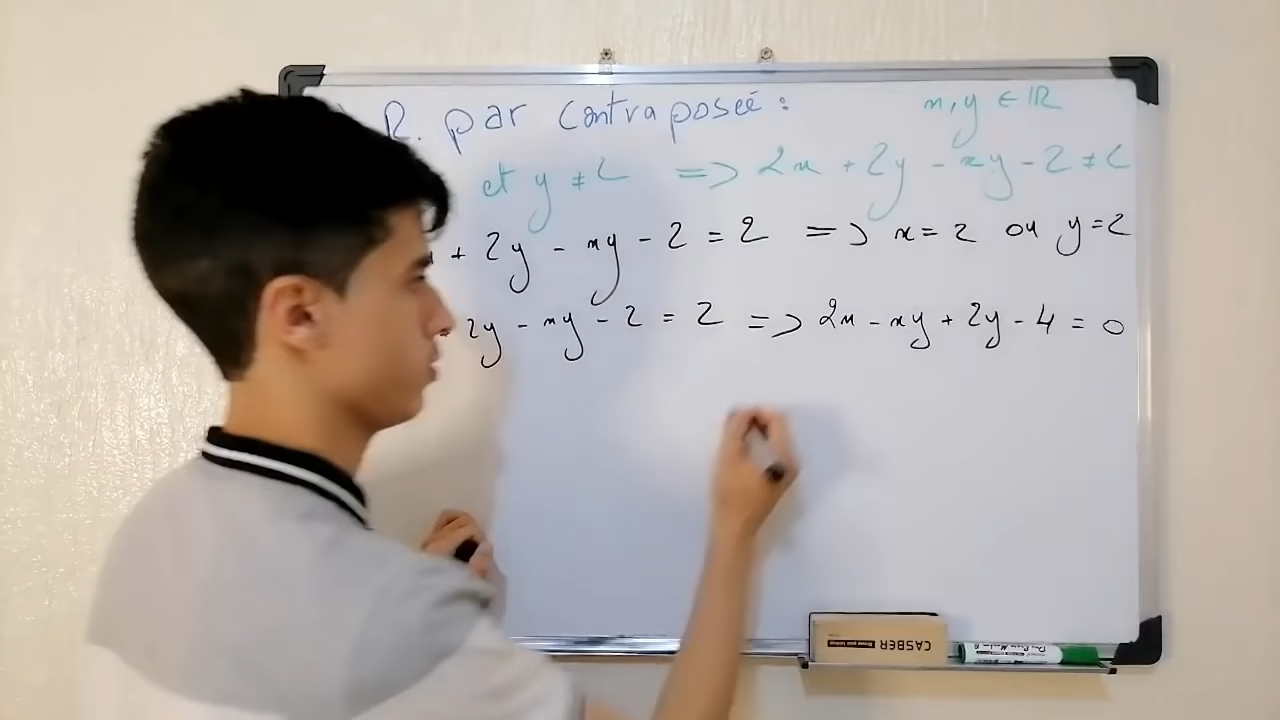 R. par contraposeé : x, y ∈ ℝ
et y ≠ 2 => 2x + 2y - xy - 2 ≠ 2
+ 2y - xy - 2 = 2 => x = 2 ou y = 2
2y - xy - 2 = 2 => 2x - xy + 2y - 4 = 0
CASBER